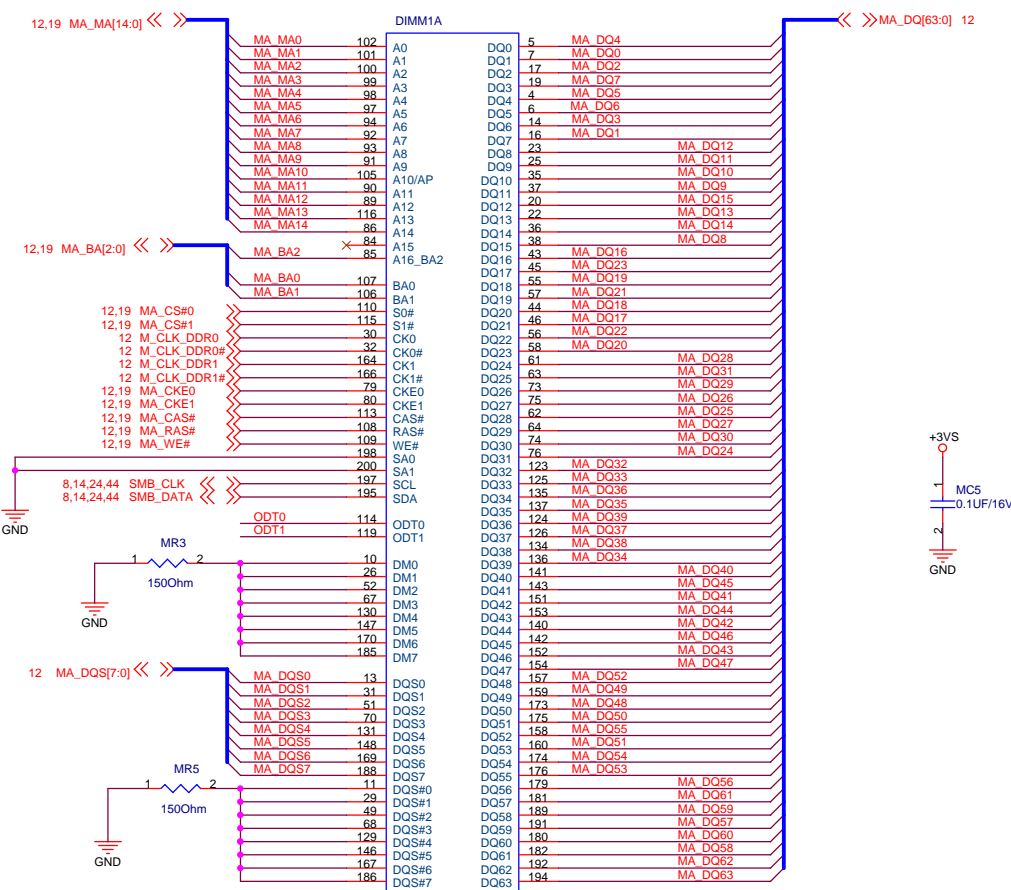 12,19 MA_MA[14:0]
DIMM1A
MA_DQ[63:0] 12
MA_MA0 102 A0
MA_MA1 101 A1
MA_MA2 100 A2
MA_MA3 99 A3
MA_MA4 98 A4
MA_MA5 97 A5
MA_MA6 94 A6
MA_MA7 92 A7
MA_MA8 93 A8
MA_MA9 91 A9
MA_MA10 105 A10/AP
MA_MA11 90 A11
MA_MA12 89 A12
MA_MA13 116 A13
MA_MA14 86 A14
84 A15
12,19 MA_BA[2:0]
MA_BA2 85 A16_BA2
MA_BA0 107 BA0
MA_BA1 106 BA1
12,19 MA_CS#0 110 S0#
12,19 MA_CS#1 115 S1#
12 M_CLK_DDR0 30 CK0
12 M_CLK_DDR0# 32 CK0#
12 M_CLK_DDR1 164 CK1
12 M_CLK_DDR1# 166 CK1#
12,19 MA_CKE0 79 CKE0
12,19 MA_CKE1 80 CKE1
12,19 MA_CAS# 113 CAS#
12,19 MA_RAS# 108 RAS#
12,19 MA_WE# 109 WE#
198 SA0
200 SA1
8,14,24,44 SMB_CLK 197 SCL
8,14,24,44 SMB_DATA 195 SDA
GND
ODT0 114 ODT0
ODT1 119 ODT1
MR3
1 2
150Ohm
GND
10 DM0
26 DM1
52 DM2
67 DM3
130 DM4
147 DM5
170 DM6
185 DM7
12 MA_DQS[7:0]
MA_DQS0 13 DQS0
MA_DQS1 31 DQS1
MA_DQS2 51 DQS2
MA_DQS3 70 DQS3
MA_DQS4 131 DQS4
MA_DQS5 148 DQS5
MA_DQS6 169 DQS6
MA_DQS7 188 DQS7
MR5
1 2
150Ohm
GND
11 DQS#0
29 DQS#1
49 DQS#2
68 DQS#3
129 DQS#4
146 DQS#5
167 DQS#6
186 DQS#7
DQ0 5 MA_DQ4
DQ1 7 MA_DQ0
DQ2 17 MA_DQ2
DQ3 19 MA_DQ7
DQ4 4 MA_DQ5
DQ5 6 MA_DQ6
DQ6 14 MA_DQ3
DQ7 16 MA_DQ1
DQ8 23 MA_DQ12
DQ9 25 MA_DQ11
DQ10 35 MA_DQ10
DQ11 37 MA_DQ9
DQ12 20 MA_DQ15
DQ13 22 MA_DQ13
DQ14 36 MA_DQ14
DQ15 38 MA_DQ8
DQ16 43 MA_DQ16
DQ17 45 MA_DQ23
DQ18 55 MA_DQ19
DQ19 57 MA_DQ21
DQ20 44 MA_DQ18
DQ21 46 MA_DQ17
DQ22 56 MA_DQ22
DQ23 58 MA_DQ20
DQ24 61 MA_DQ28
DQ25 63 MA_DQ31
DQ26 73 MA_DQ29
DQ27 75 MA_DQ26
DQ28 62 MA_DQ25
DQ29 64 MA_DQ27
DQ30 74 MA_DQ30
DQ31 76 MA_DQ24
DQ32 123 MA_DQ32
DQ33 125 MA_DQ33
DQ34 135 MA_DQ36
DQ35 137 MA_DQ35
DQ36 124 MA_DQ39
DQ37 126 MA_DQ37
DQ38 134 MA_DQ38
DQ39 136 MA_DQ34
DQ40 141 MA_DQ40
DQ41 143 MA_DQ45
DQ42 151 MA_DQ41
DQ43 153 MA_DQ44
DQ44 140 MA_DQ42
DQ45 142 MA_DQ46
DQ46 152 MA_DQ43
DQ47 154 MA_DQ47
DQ48 157 MA_DQ52
DQ49 159 MA_DQ49
DQ50 173 MA_DQ48
DQ51 175 MA_DQ50
DQ52 158 MA_DQ55
DQ53 160 MA_DQ51
DQ54 174 MA_DQ54
DQ55 176 MA_DQ53
DQ56 179 MA_DQ56
DQ57 181 MA_DQ61
DQ58 189 MA_DQ59
DQ59 191 MA_DQ57
DQ60 180 MA_DQ60
DQ61 182 MA_DQ58
DQ62 192 MA_DQ62
DQ63 194 MA_DQ63
+3VS
1
MC5
0.1UF/16V
2
GND